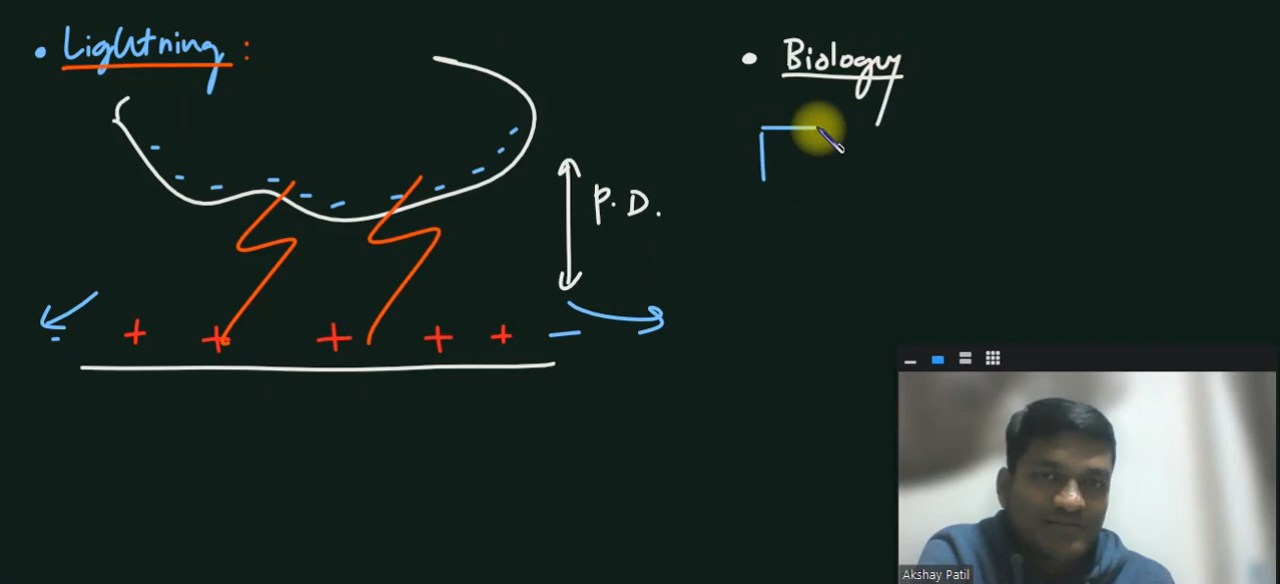 • Lightning :
• Biology
P.D.
+ + + + + -
Akshay Patil